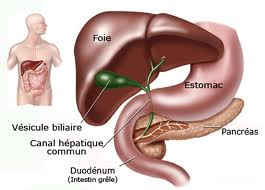 Foie
Estomac
Vésicule biliaire
Canal hépatique
commun
Pancréas
Duodénum
(Intestin grêle)